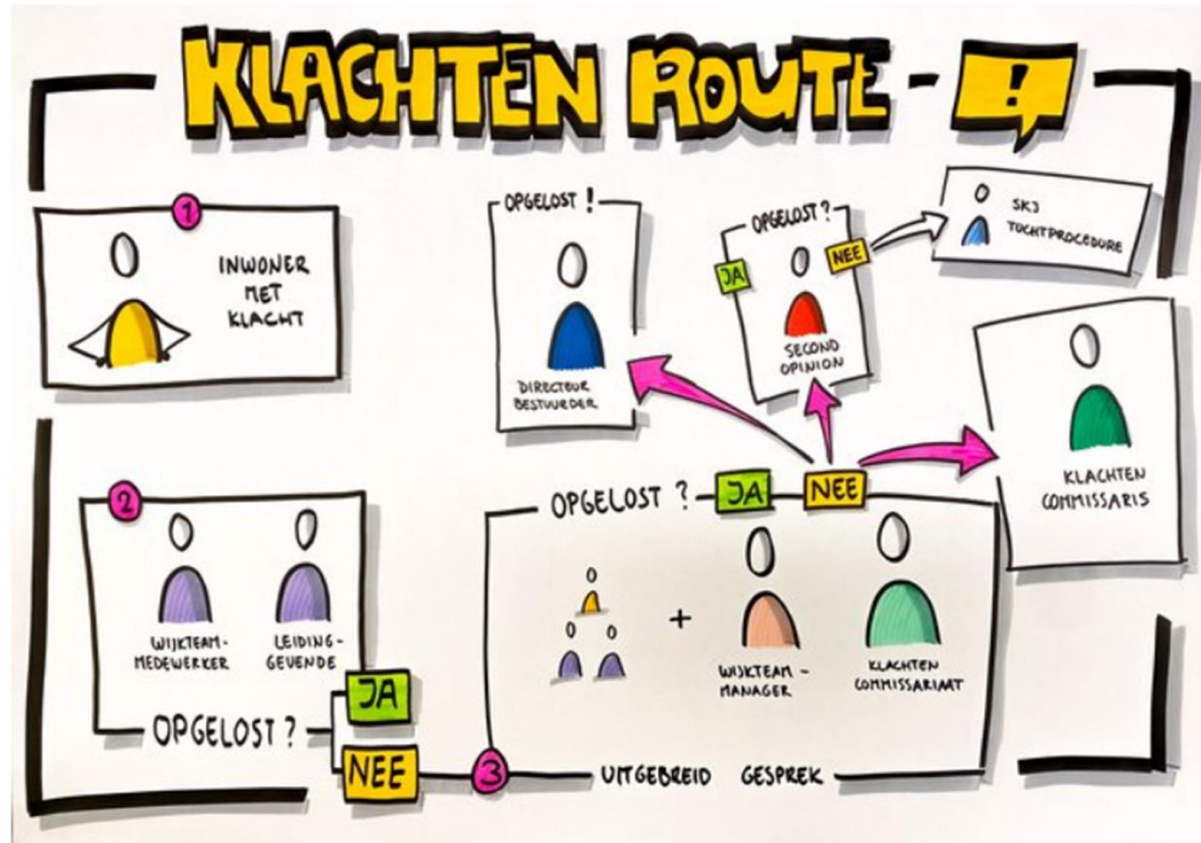 KLACHTEN ROUTE - !
1
INWONER
MET
KLACHT
OPGELOST !
DIRECTEUR
BESTUURDER
OPGELOST ?
JA
NEE
SECOND
OPINION
SKJ
TUCHTPROCEDURE
KLACHTEN
COMMISSARIS
2
WIJKTEAM-
MEDEWERKER
LEIDING-
GEVENDE
OPGELOST ?
JA
NEE
3
OPGELOST ?
JA
NEE
+
WIJKTEAM -
MANAGER
KLACHTEN
COMMISSARIAAT
UITGEBREID GESPREK